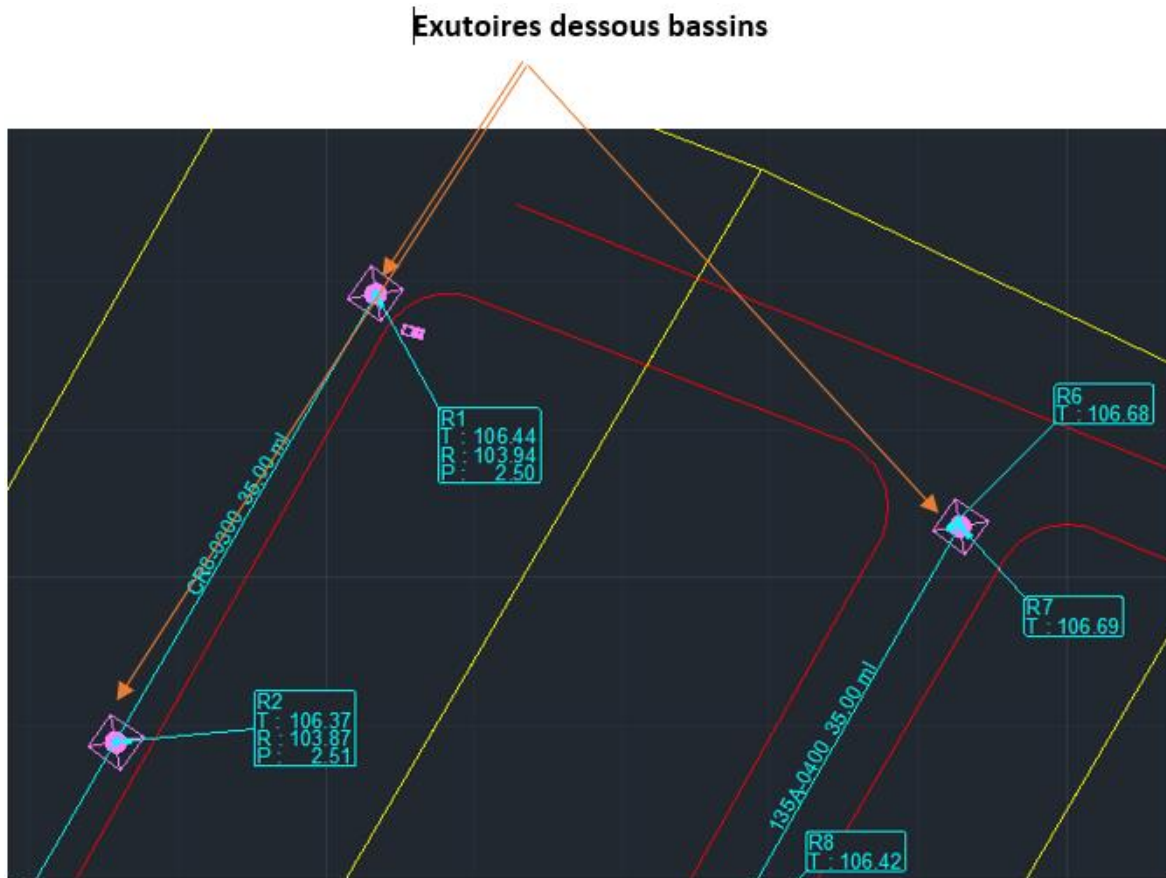 Exutoires dessous bassins
R6
T : 106.68
R1
T : 106.44
R : 103.94
P : 2.50
CR8-0300 35.00 ml
R7
T : 106.69
R2
T : 106.37
R : 103.87
P : 2.51
135A-0400 35.00 ml
R8
T : 106.42